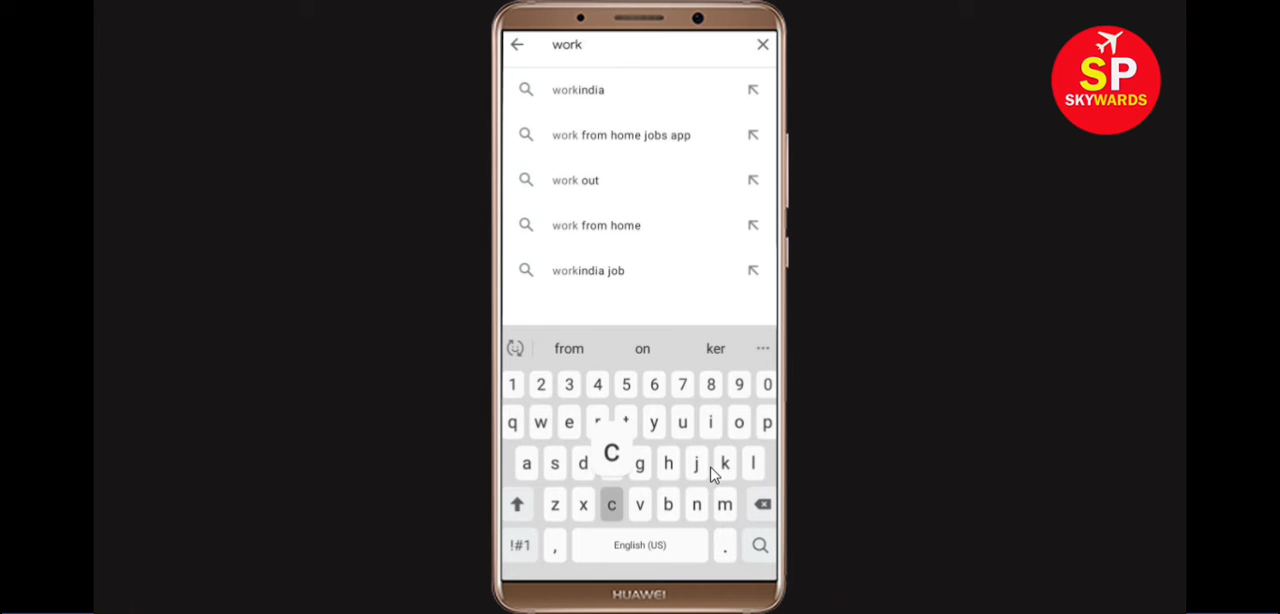 work
workindia
work from home jobs app
work out
work from home
workindia job
from on ker ...
1 2 3 4 5 6 7 8 9 0
q w e r t y u i o p
a s d C g h j k l
z x c v b n m
!#1 , English (US) .
HUAWEI
SP
SKYWARDS